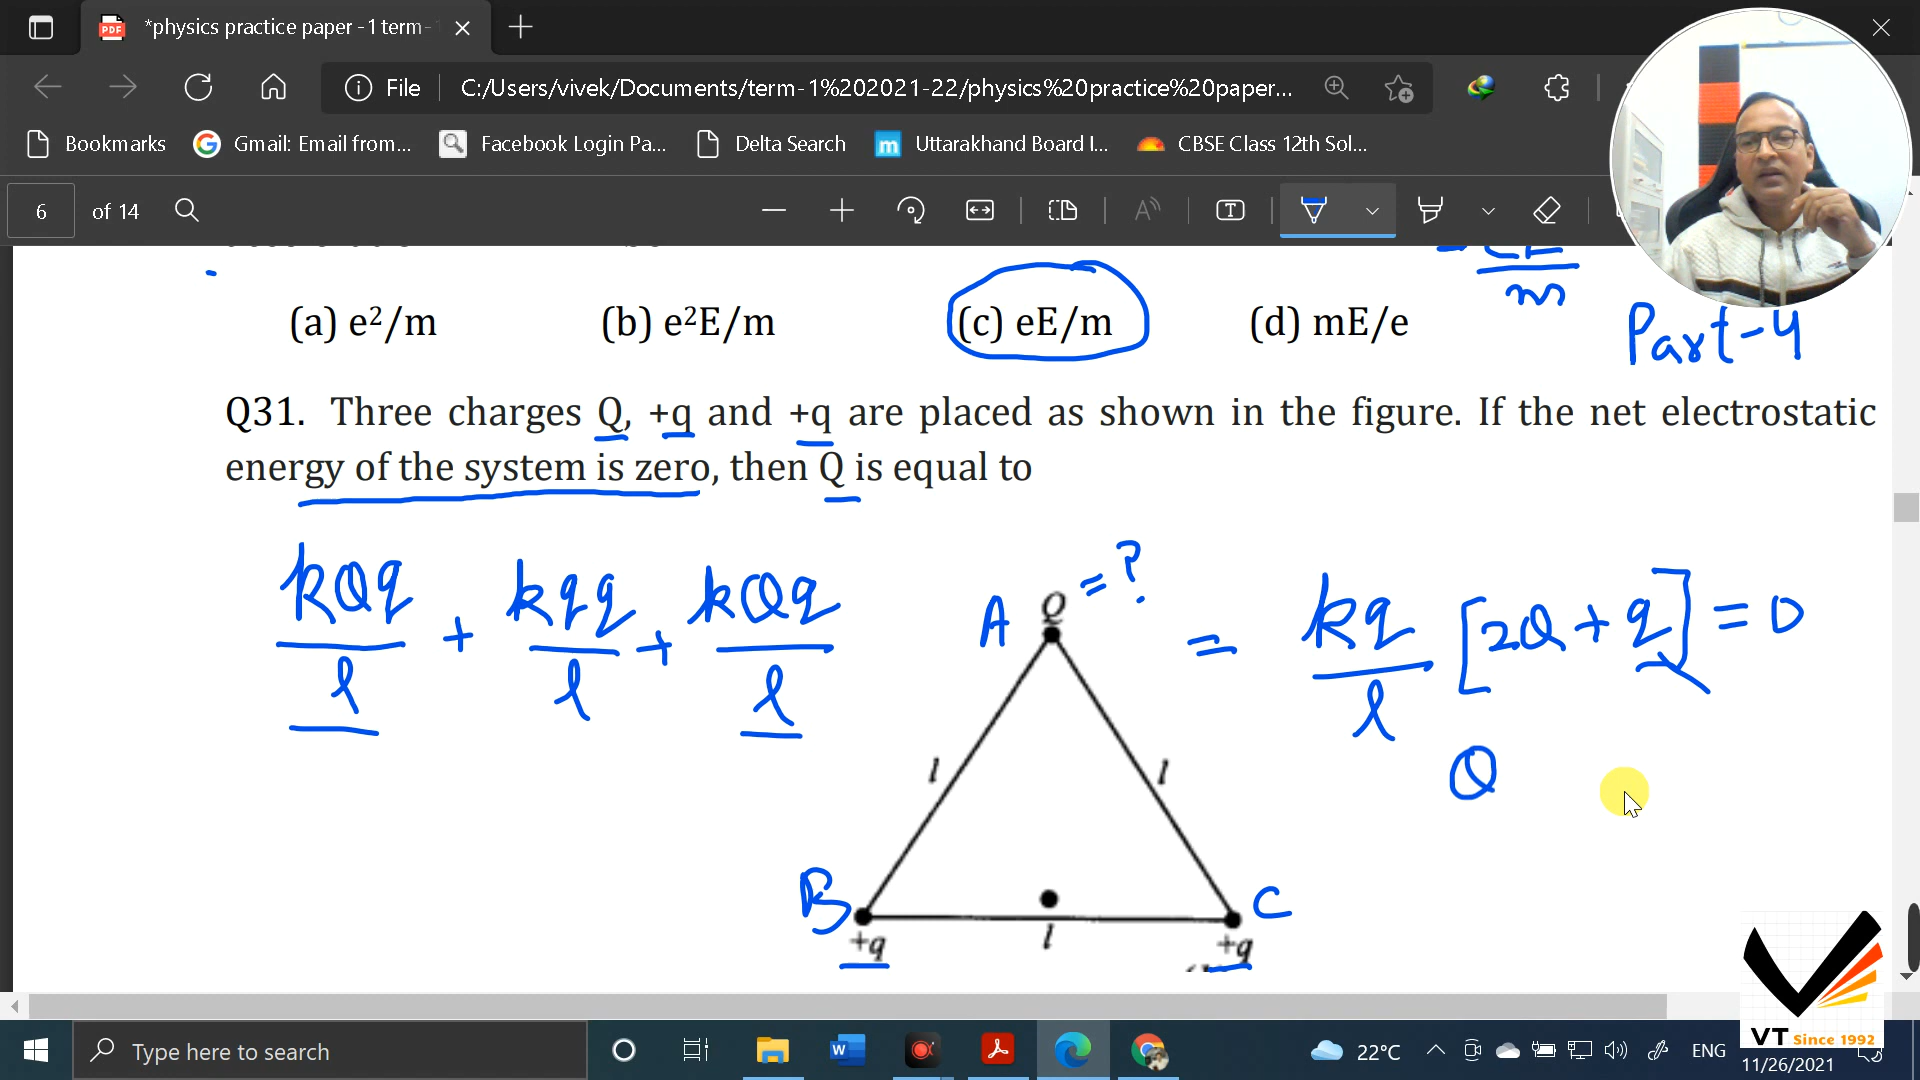 *physics practice paper -1 term-
File
C:/Users/vivek/Documents/term-1%202021-22/physics%20practice%20paper...
Bookmarks
Gmail: Email from...
Facebook Login Pa...
Delta Search
Uttarakhand Board I...
CBSE Class 12th Sol...
6 of 14
m
(a) e²/m (b) e²E/m (c) eE/m (d) mE/e
Part-4
Q31. Three charges Q, +q and +q are placed as shown in the figure. If the net electrostatic
energy of the system is zero, then Q is equal to
kQq/l + kqq/l + kQq/l
A Q = ?
= kq/l [2Q + q] = 0
Q
l l
B C
+q l +q
VT Since 1992
Type here to search
22°C
ENG
11/26/2021